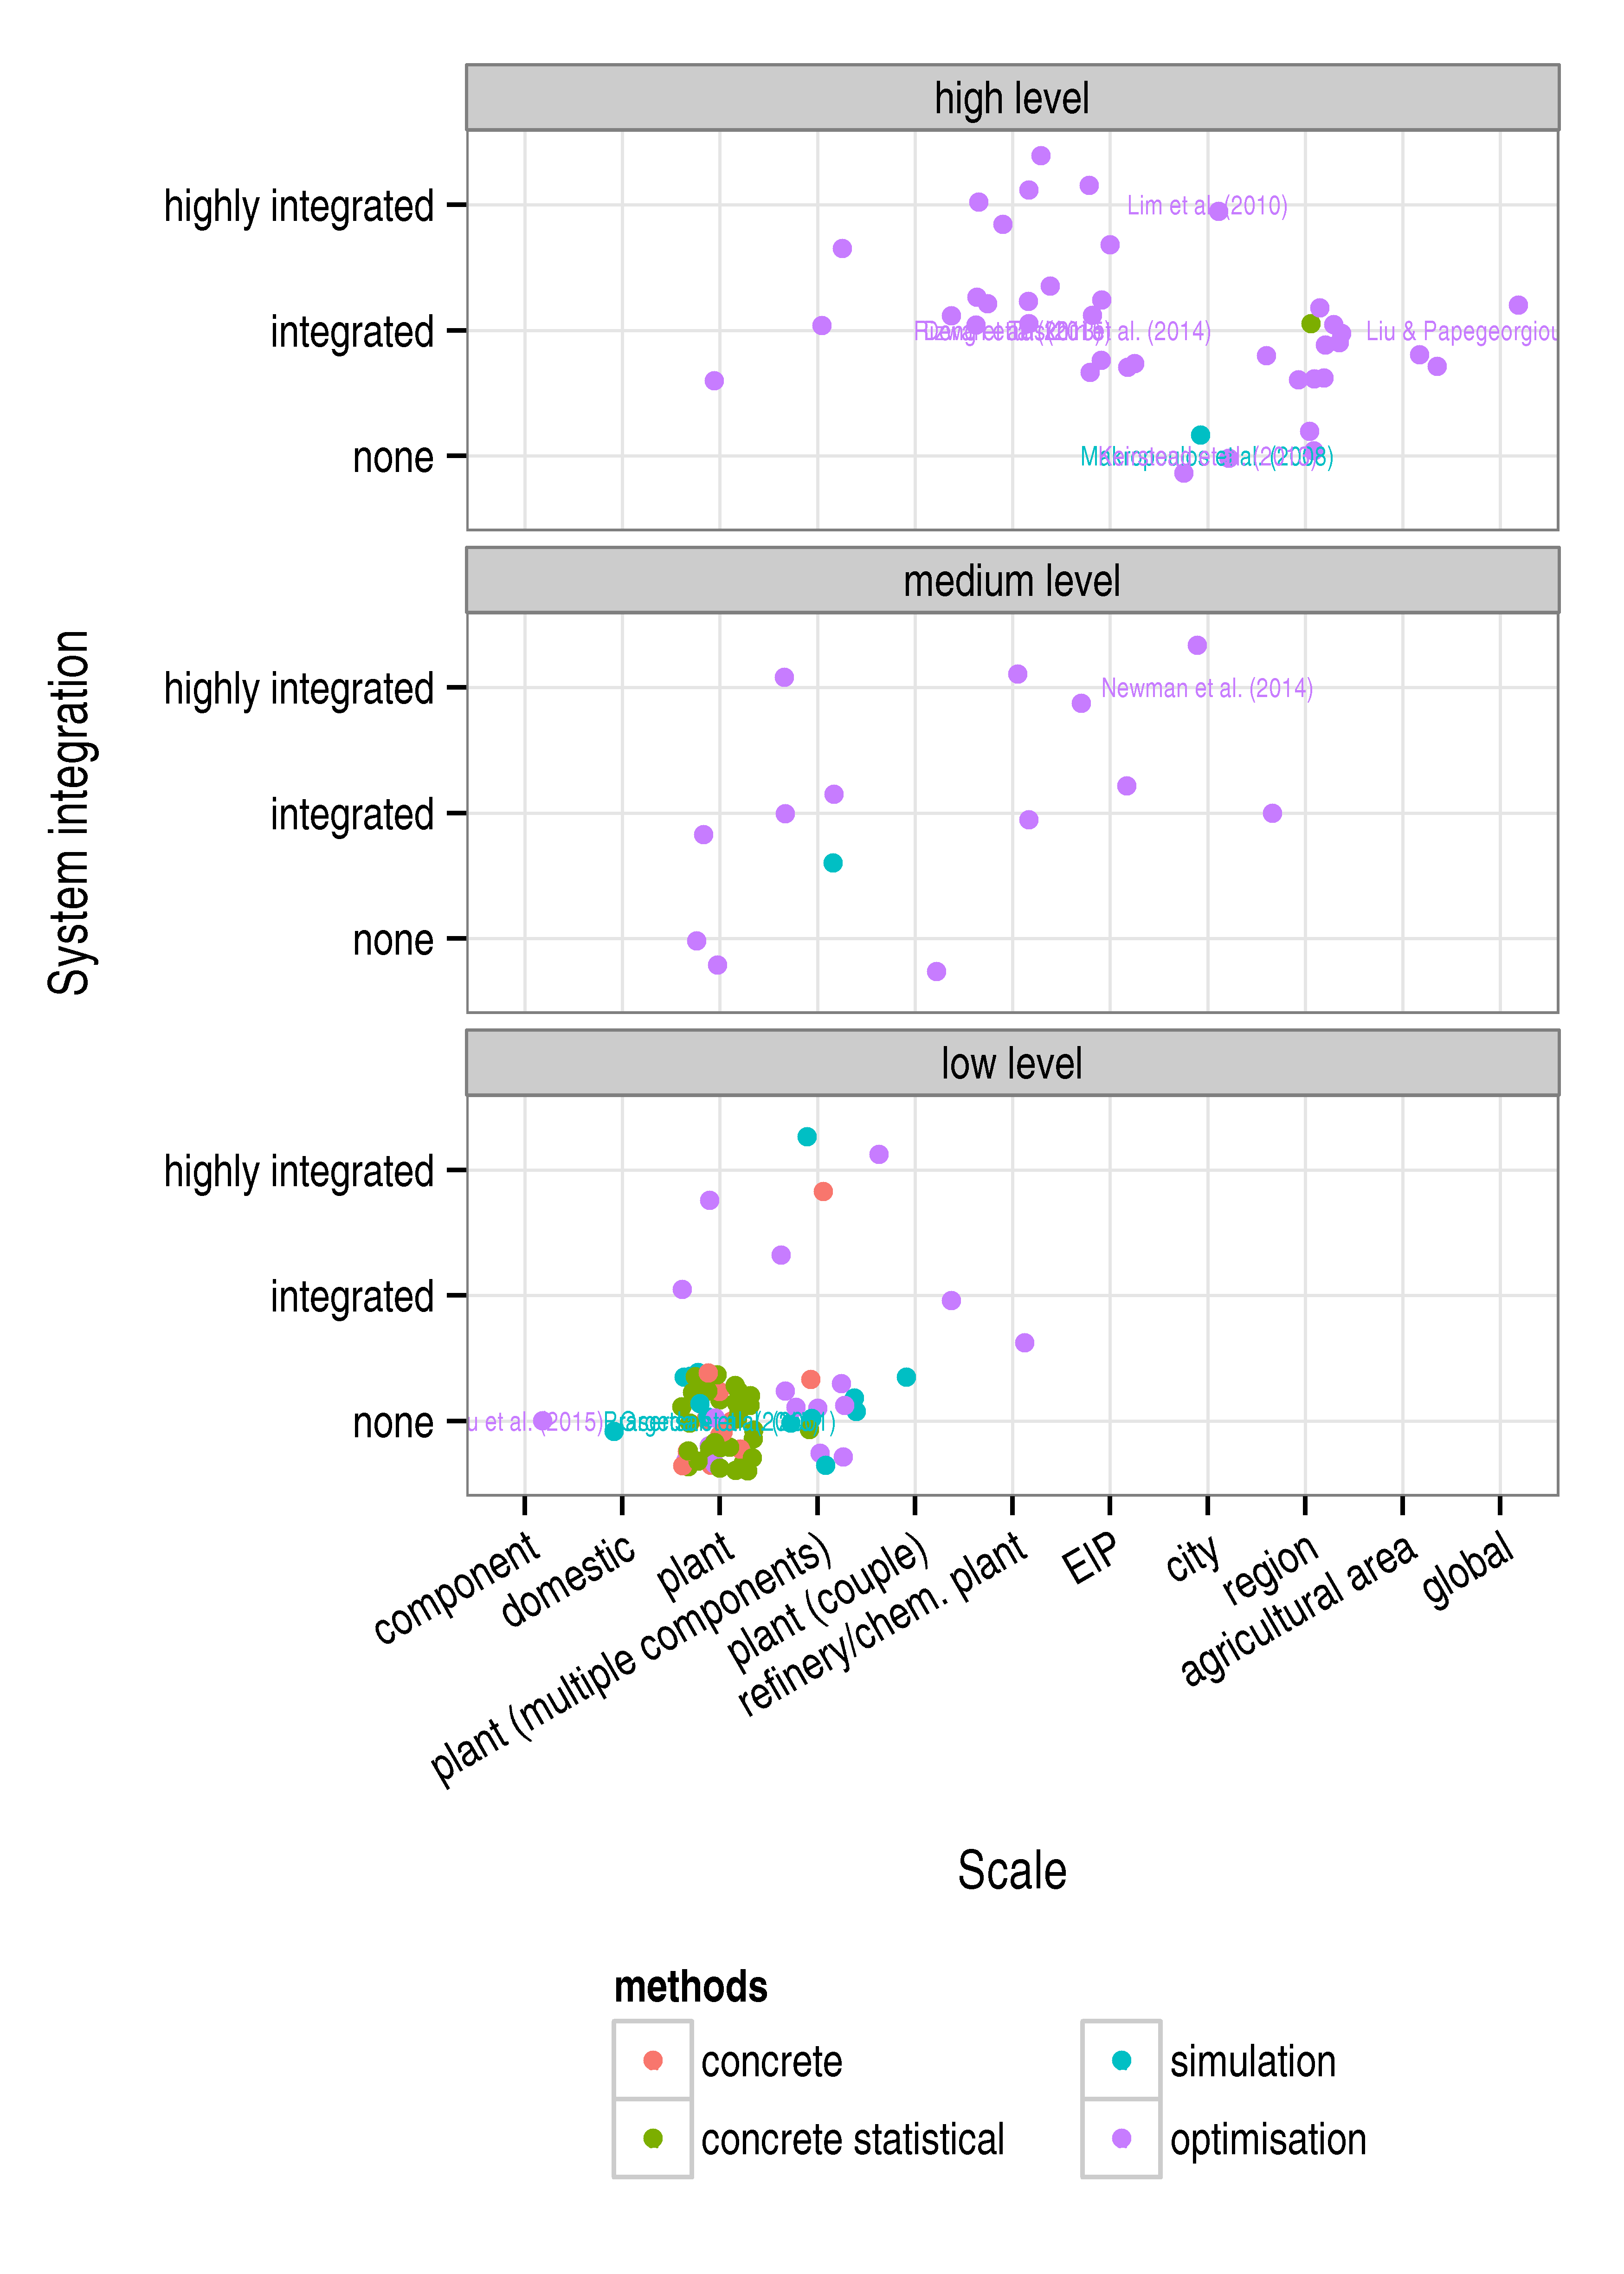 high level
highly integrated
Lim et al. (2010)
integrated
et al. (2014)
Liu & Papegeorgiou
none
medium level
highly integrated
Newman et al. (2014)
integrated
none
System integration
low level
highly integrated
integrated
none
u et al. (2015)
component
domestic
plant
plant (multiple components)
plant (couple)
refinery/chem. plant
EIP
city
region
agricultural area
global
Scale
methods
concrete
simulation
concrete statistical
optimisation